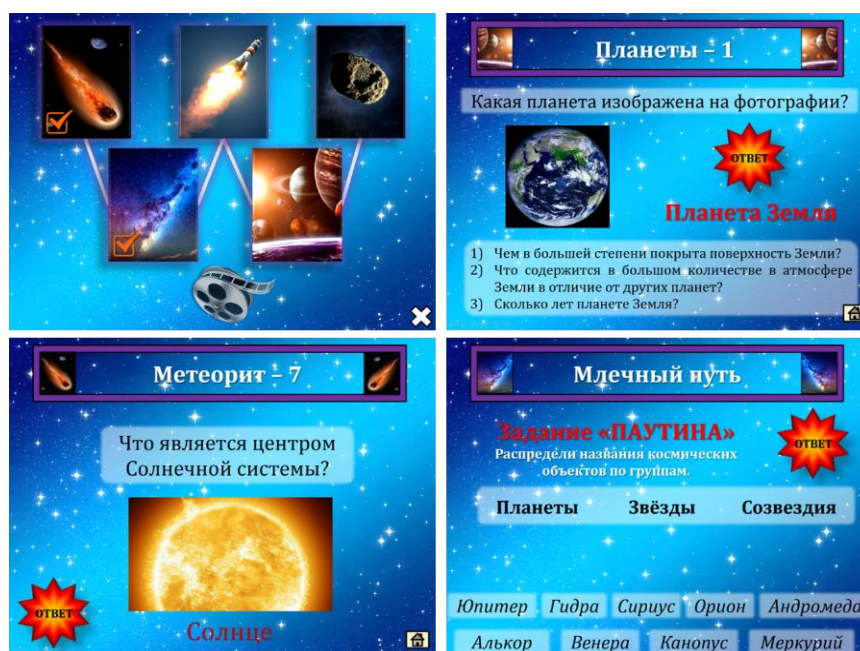 Планеты – 1
Какая планета изображена на фотографии?
ОТВЕТ
Планета Земля
1) Чем в большей степени покрыта поверхность Земли?
2) Что содержится в большом количестве в атмосфере
Земли в отличие от других планет?
3) Сколько лет планете Земля?
Метеорит – 7
Что является центром
Солнечной системы?
ОТВЕТ
Солнце
Млечный путь
Задание «ПАУТИНА»
Распредели названия космических
объектов по группам.
ОТВЕТ
Планеты Звёзды Созвездия
Юпитер Гидра Сириус Орион Андромеда
Алькор Венера Канопус Меркурий